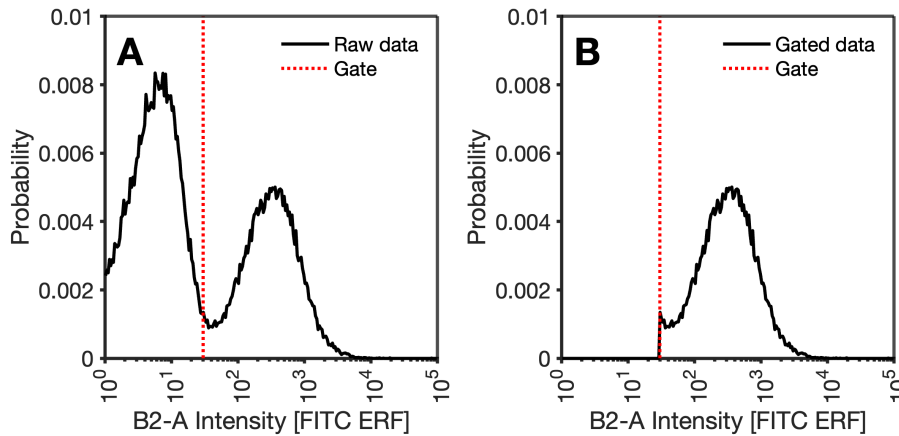 A
Raw data
Gate
0.01
0.008
0.006
0.004
0.002
0
Probability
10^0
10^1
10^2
10^3
10^4
10^5
B2-A Intensity [FITC ERF]
B
Gated data
Gate
0.01
0.008
0.006
0.004
0.002
0
Probability
10^0
10^1
10^2
10^3
10^4
10^5
B2-A Intensity [FITC ERF]